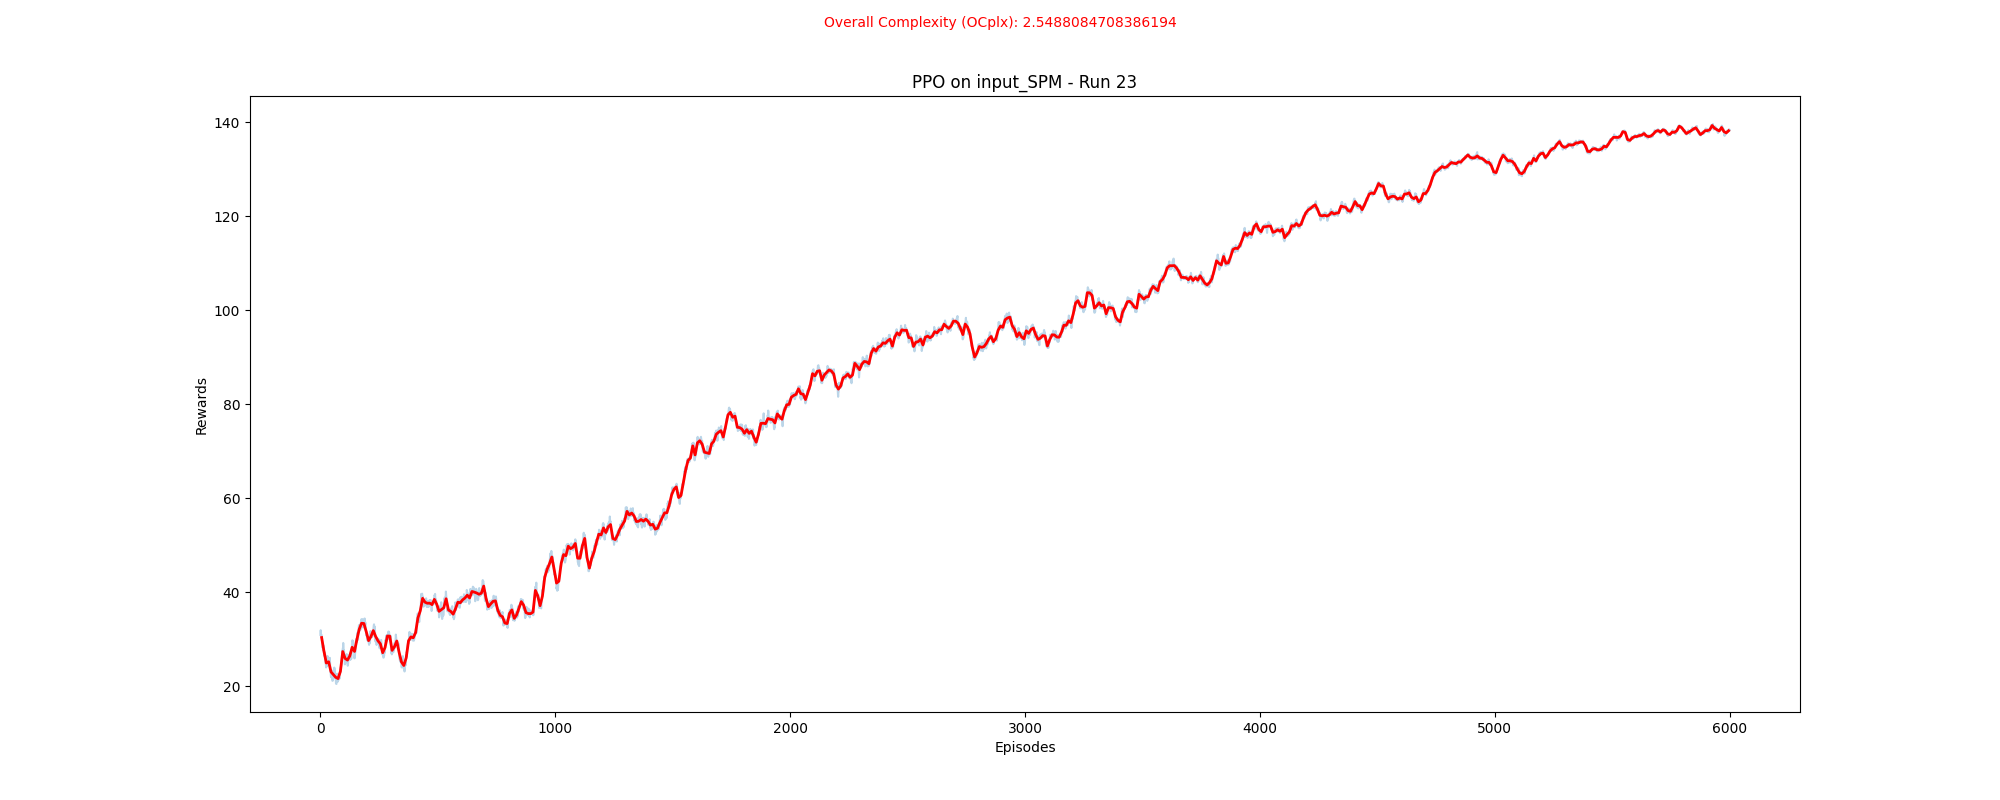 Overall Complexity (OCplx): 2.5488084708386194
PPO on input_SPM - Run 23
140
120
100
80
60
40
20
Rewards
0 1000 2000 3000 4000 5000 6000
Episodes